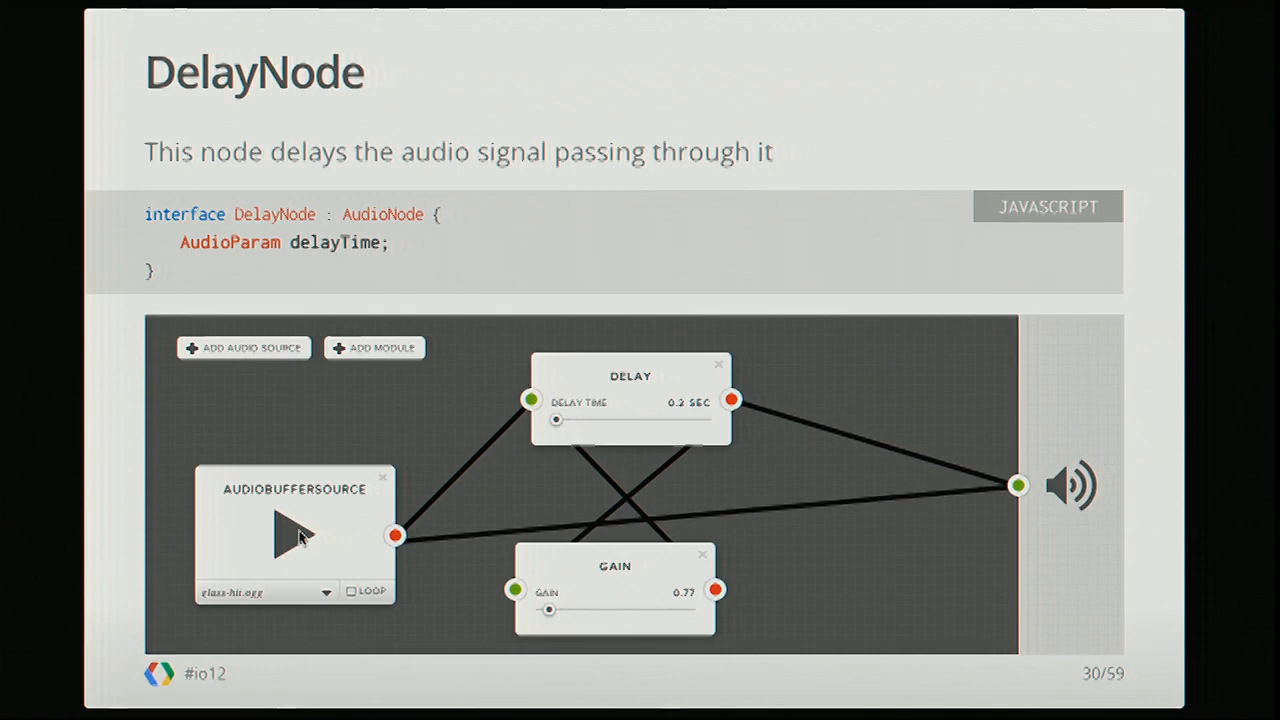 DelayNode
This node delays the audio signal passing through it
JAVASCRIPT
interface DelayNode : AudioNode {
AudioParam delayTime;
}
ADD AUDIO SOURCE
ADD MODULE
DELAY
DELAY TIME 0.2 SEC
AUDIOBUFFERSOURCE
glass-hit.ogg
LOOP
GAIN
GAIN 0.77
#io12
30/59